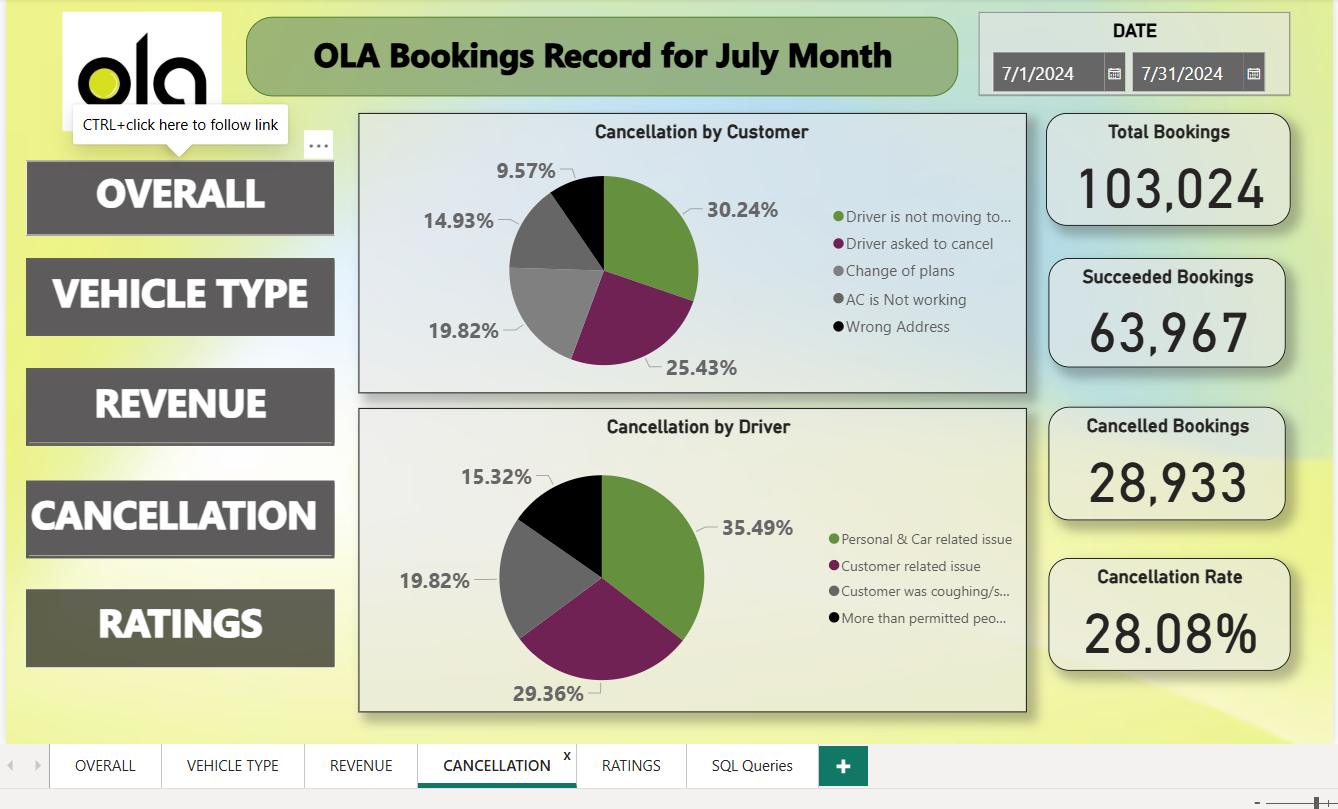 ola
OLA Bookings Record for July Month
DATE
7/1/2024
7/31/2024
CTRL+click here to follow link
...
OVERALL
VEHICLE TYPE
REVENUE
CANCELLATION
RATINGS
Cancellation by Customer
9.57%
14.93%
19.82%
30.24%
25.43%
Driver is not moving to...
Driver asked to cancel
Change of plans
AC is Not working
Wrong Address
Cancellation by Driver
15.32%
19.82%
29.36%
35.49%
Personal & Car related issue
Customer related issue
Customer was coughing/s...
More than permitted peo...
Total Bookings
103,024
Succeeded Bookings
63,967
Cancelled Bookings
28,933
Cancellation Rate
28.08%
OVERALL
VEHICLE TYPE
REVENUE
CANCELLATION
x
RATINGS
SQL Queries
+